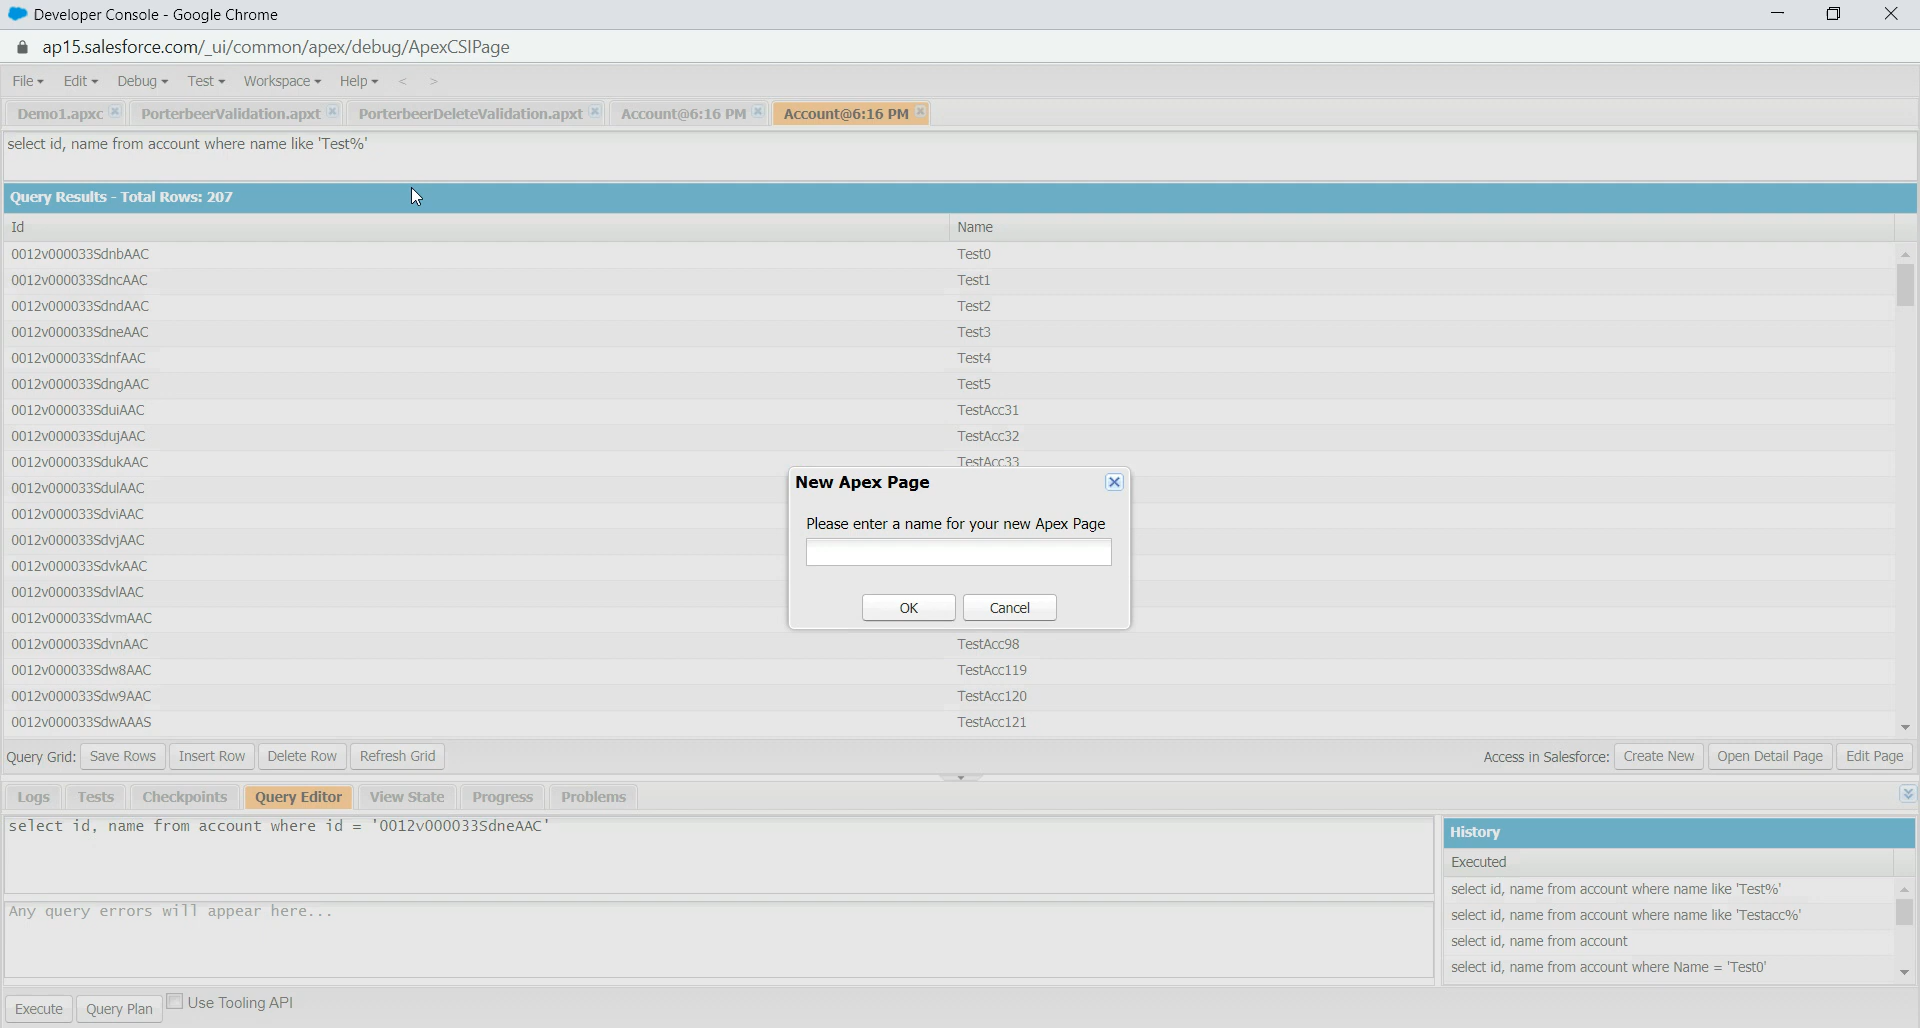 Developer Console - Google Chrome
ap15.salesforce.com/_ui/common/apex/debug/ApexCSIPage
File Edit Debug Test Workspace Help < >
Demo1.apxc PorterbeerValidation.apxt PorterbeerDeleteValidation.apxt Account@6:16 PM Account@6:16 PM
select id, name from account where name like 'Test%'
Query Results - Total Rows: 207
Id Name
0012v000033SdnbAAC Test0
0012v000033SdncAAC Test1
0012v000033SdndAAC Test2
0012v000033SdneAAC Test3
0012v000033SdnfAAC Test4
0012v000033SdngAAC Test5
0012v000033SduiAAC TestAcc31
0012v000033SdujAAC TestAcc32
0012v000033SdukAAC TestAcc33
0012v000033SdulAAC
0012v000033SdviAAC
0012v000033SdvjAAC
0012v000033SdvkAAC
0012v000033SdvlAAC
0012v000033SdvmAAC
0012v000033SdvnAAC TestAcc98
0012v000033Sdw8AAC TestAcc119
0012v000033Sdw9AAC TestAcc120
0012v000033SdwAAAS TestAcc121
New Apex Page
Please enter a name for your new Apex Page
OK Cancel
Query Grid: Save Rows Insert Row Delete Row Refresh Grid Access in Salesforce: Create New Open Detail Page Edit Page
Logs Tests Checkpoints Query Editor View State Progress Problems
select id, name from account where id = '0012v000033SdneAAC'
Any query errors will appear here...
History
Executed
select id, name from account where name like 'Test%'
select id, name from account where name like 'Testacc%'
select id, name from account
select id, name from account where Name = 'Test0'
Execute Query Plan Use Tooling API